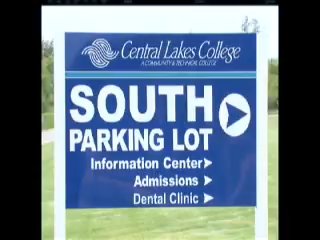 Central Lakes College
A COMMUNITY & TECHNICAL COLLEGE
SOUTH
PARKING LOT
Information Center
Admissions
Dental Clinic